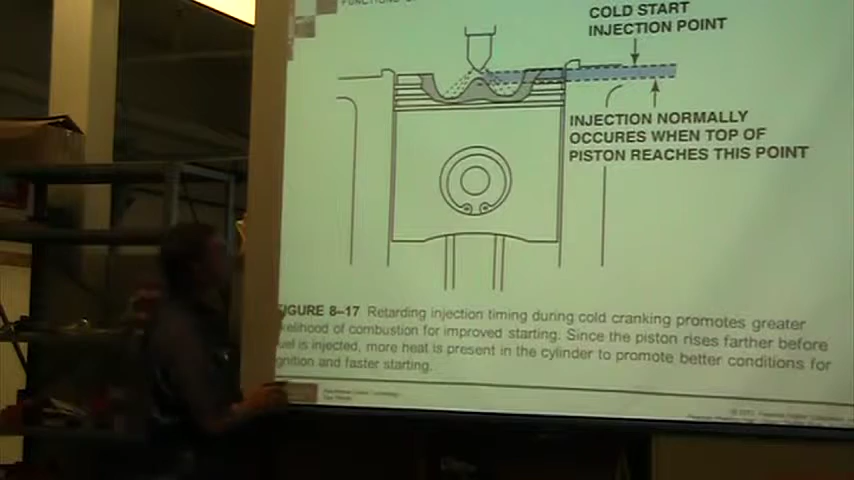 FUNCTIONS
COLD START
INJECTION POINT
INJECTION NORMALLY
OCCURES WHEN TOP OF
PISTON REACHES THIS POINT
FIGURE 8–17 Retarding injection timing during cold cranking promotes greater
likelihood of combustion for improved starting. Since the piston rises farther before
fuel is injected, more heat is present in the cylinder to promote better conditions for
ignition and faster starting.